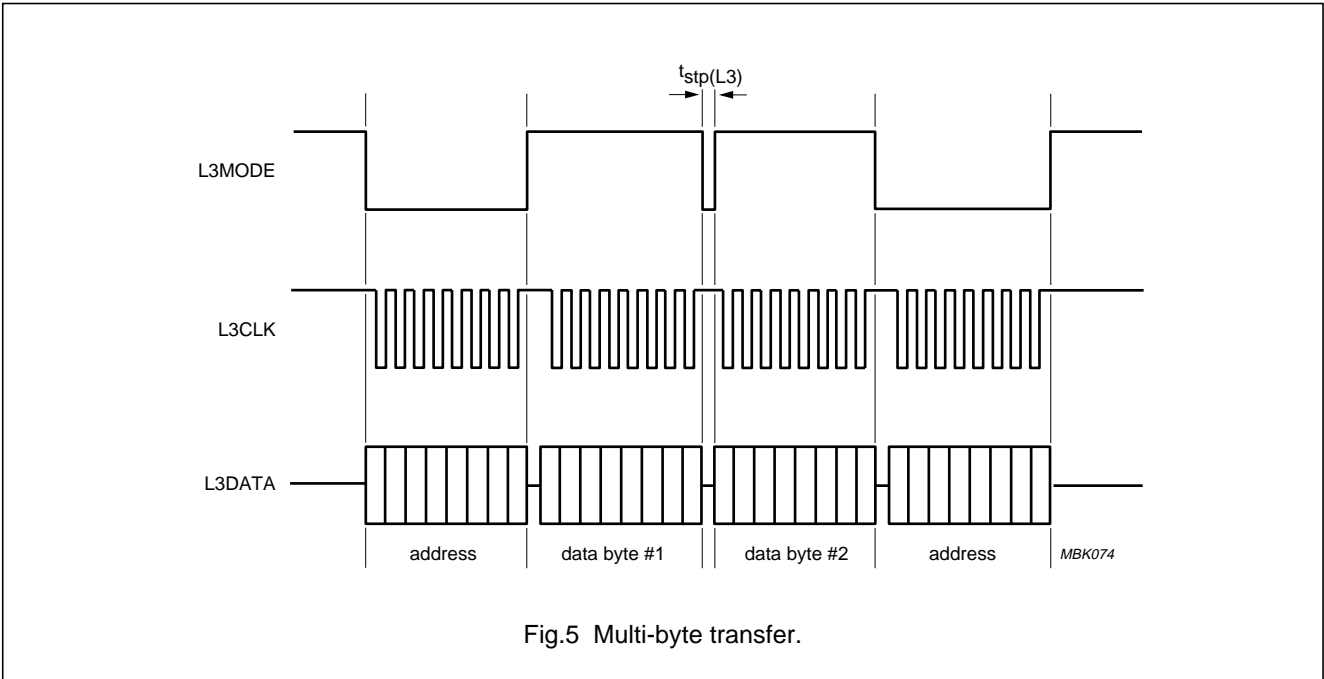 tstp(L3)
L3MODE
L3CLK
L3DATA
address
data byte #1
data byte #2
address
MBK074
Fig.5 Multi-byte transfer.